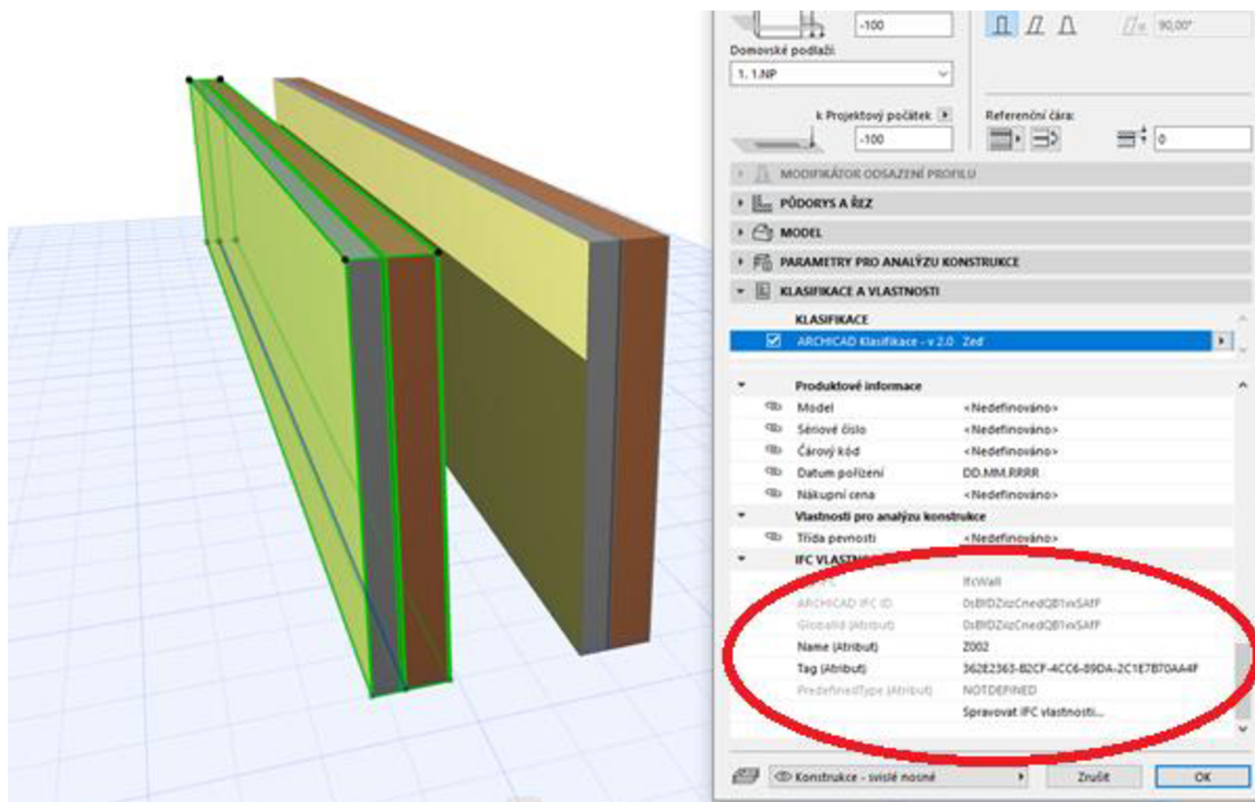 -100
90,00°
Domovské podlaží:
1. 1.NP
k Projektový počátek
Referenční čára:
-100
0
MODIFIKÁTOR ODSAZENÍ PROFILU
PŮDORYS A ŘEZ
MODEL
PARAMETRY PRO ANALÝZU KONSTRUKCE
KLASIFIKACE A VLASTNOSTI
KLASIFIKACE
ARCHICAD Klasifikace - v 2.0 Zeď
Produktové informace
Model <Nedefinováno>
Sériové číslo <Nedefinováno>
Čárový kód <Nedefinováno>
Datum pořízení DD.MM.RRRR
Nákupní cena <Nedefinováno>
Vlastnosti pro analýzu konstrukce
Třída pevnosti <Nedefinováno>
IFC
IfcWall
ARCHICAD IFC ID
GlobalId (Atribut)
Name (Atribut) Z002
Tag (Atribut) 362E2363-B2CF-4CC6-89DA-2C1E7B70AA4F
PredefinedType (Atribut) NOTDEFINED
Spravovat IFC vlastnosti...
Konstrukce - svislé nosné Zrušit OK